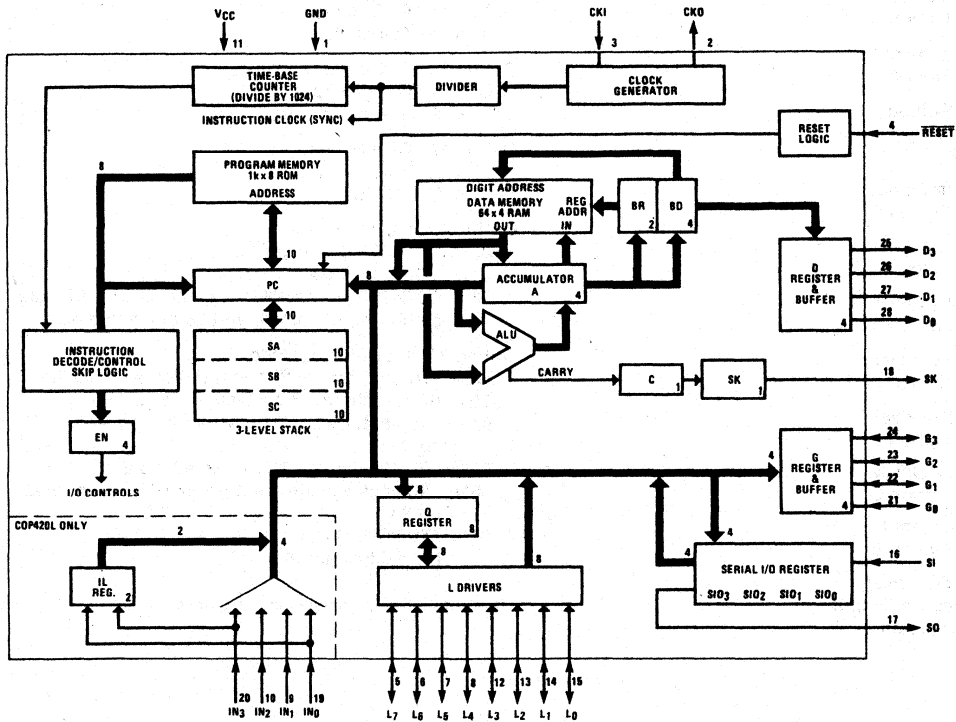 VCC
GND
CKI
CKO
11
1
3
2
TIME-BASE
COUNTER
(DIVIDE BY 1024)
DIVIDER
CLOCK
GENERATOR
INSTRUCTION CLOCK (SYNC)
RESET
LOGIC
4
RESET
8
PROGRAM MEMORY
1k x 8 ROM
ADDRESS
DIGIT ADDRESS
DATA MEMORY
64 x 4 RAM
OUT
REG
ADDR
IN
BR
2
BD
4
10
PC
8
ACCUMULATOR
A
4
D
REGISTER
&
BUFFER
4
25
D3
26
D2
27
D1
28
D0
10
INSTRUCTION
DECODE/CONTROL
SKIP LOGIC
SA
10
SB
10
SC
10
3-LEVEL STACK
ALU
CARRY
C
1
SK
1
18
SK
EN
4
I/O CONTROLS
4
G
REGISTER
&
BUFFER
4
24
G3
23
G2
22
G1
21
G0
COP420L ONLY
2
4
8
Q
REGISTER
8
8
8
4
4
IL
REG.
2
L DRIVERS
SERIAL I/O REGISTER
SIO3 SIO2 SIO1 SIO0
16
SI
17
SO
20
10
9
19
5
6
7
8
12
13
14
15
IN3
IN2
IN1
IN0
L7
L6
L5
L4
L3
L2
L1
L0